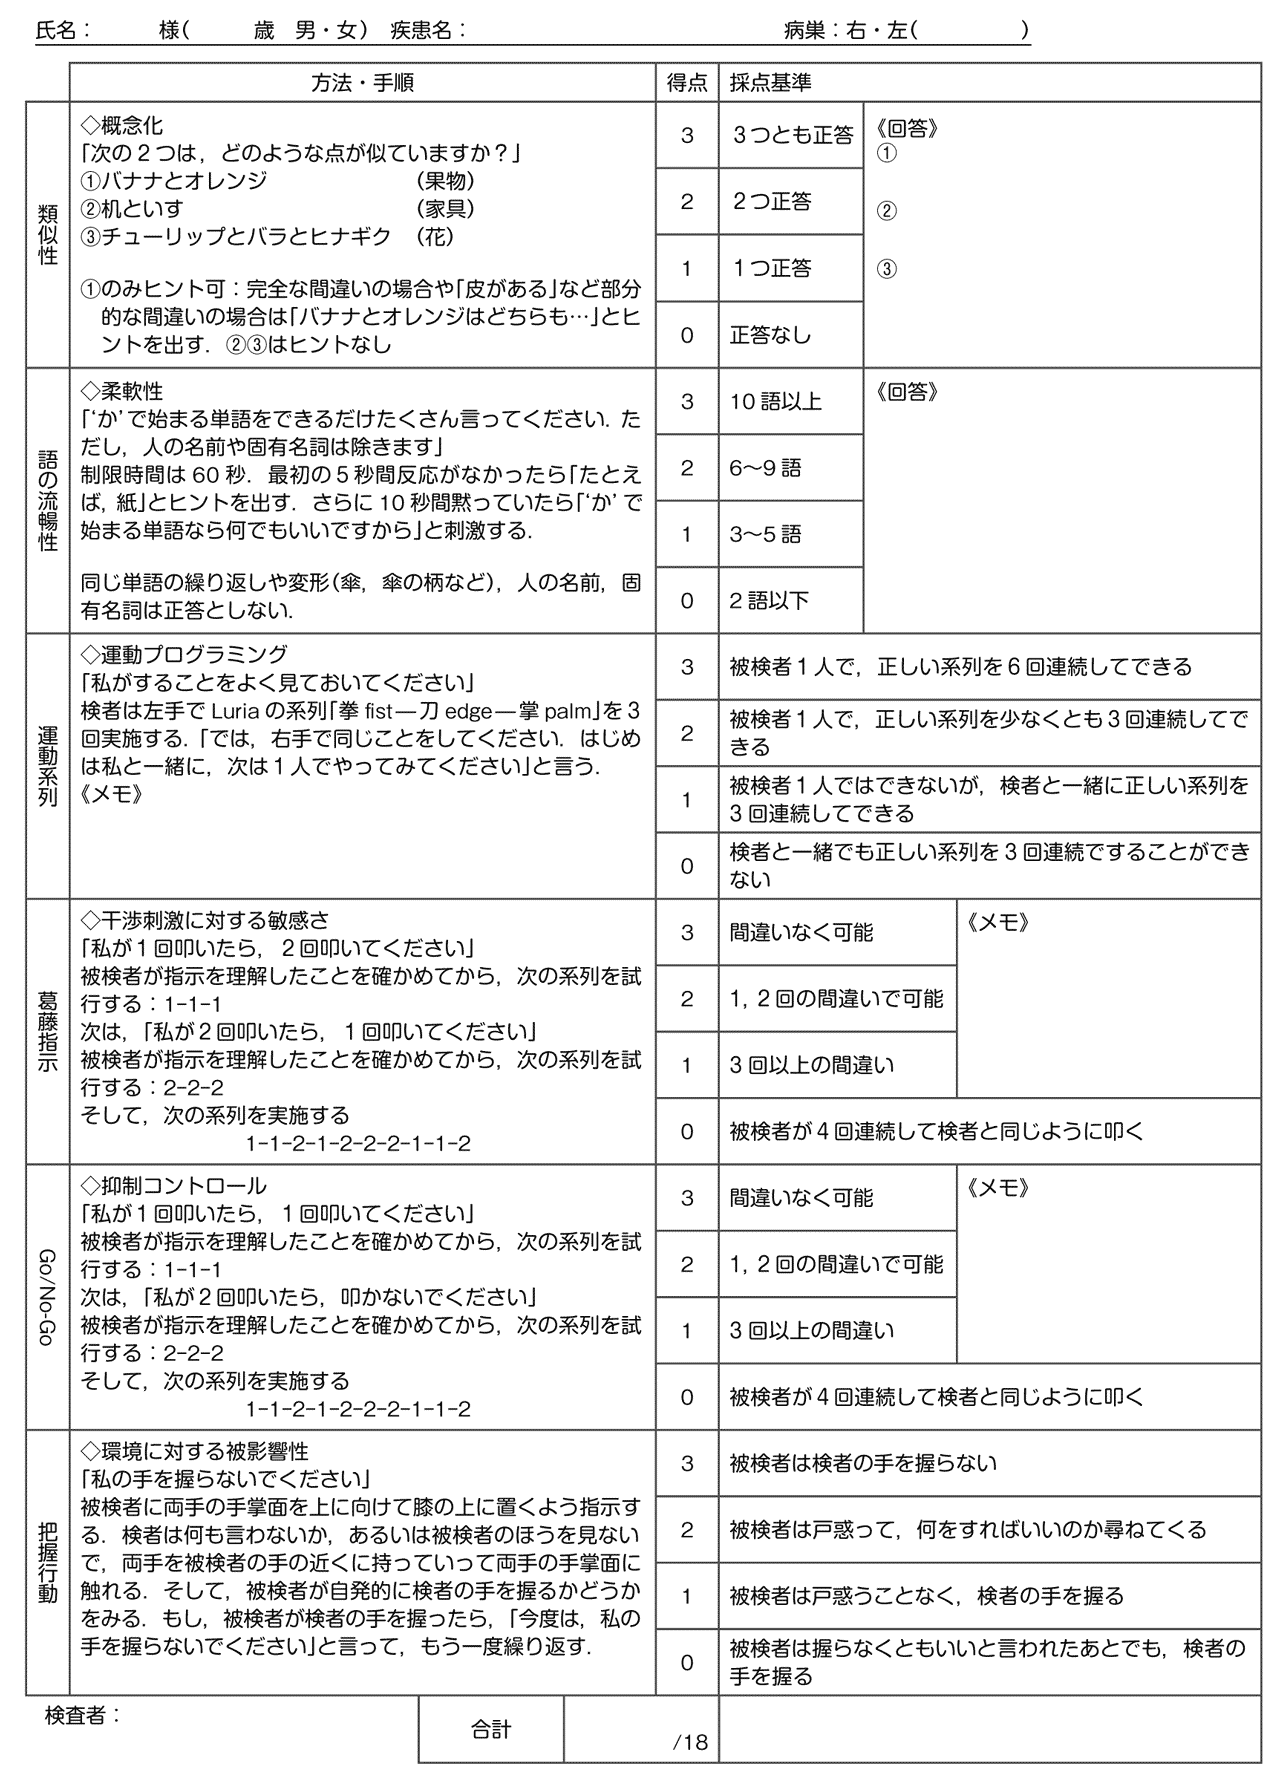 氏名：　　　様(　　　歳　男・女)　疾患名：　　　　　　　　　　　　　　　病巣：右・左(　　　　　)
方法・手順　得点　採点基準
類似性
◇概念化
「次の２つは，どのような点が似ていますか？」
①バナナとオレンジ　（果物）
②机といす　（家具）
③チューリップとバラとヒナギク　（花）
①のみヒント可：完全な間違いの場合や「皮がある」など部分
的な間違いの場合は「バナナとオレンジはどちらも…」とヒ
ントを出す．②③はヒントなし
3　３つとも正答
2　２つ正答
1　１つ正答
0　正答なし
《回答》
①
②
③
語の流暢性
◇柔軟性
「‘か’で始まる単語をできるだけたくさん言ってください．た
だし，人の名前や固有名詞は除きます」
制限時間は 60 秒．最初の５秒間反応がなかったら「たとえ
ば，紙」とヒントを出す．さらに 10 秒間黙っていたら「‘か’で
始まる単語なら何でもいいですから」と刺激する．
同じ単語の繰り返しや変形（傘，傘の柄など），人の名前，固
有名詞は正答としない．
3　10 語以上
2　6〜9 語
1　3〜5 語
0　2 語以下
《回答》
運動系列
◇運動プログラミング
「私がすることをよく見ておいてください」
検者は左手で Luria の系列「拳 fist—刀 edge—掌 palm」を３
回実施する．「では，右手で同じことをしてください．はじめ
は私と一緒に，次は１人でやってみてください」と言う．
《メモ》
3　被検者１人で，正しい系列を６回連続してできる
2　被検者１人で，正しい系列を少なくとも３回連続してで
きる
1　被検者１人ではできないが，検者と一緒に正しい系列を
３回連続してできる
0　検者と一緒でも正しい系列を３回連続ですることができ
ない
葛藤指示
◇干渉刺激に対する敏感さ
「私が１回叩いたら，２回叩いてください」
被検者が指示を理解したことを確かめてから，次の系列を試
行する：1-1-1
次は，「私が２回叩いたら，１回叩いてください」
被検者が指示を理解したことを確かめてから，次の系列を試
行する：2-2-2
そして，次の系列を実施する
1-1-2-1-2-2-2-1-1-2
3　間違いなく可能
2　1, 2 回の間違いで可能
1　3 回以上の間違い
0　被検者が４回連続して検者と同じように叩く
《メモ》
Go/No-Go
◇抑制コントロール
「私が１回叩いたら，１回叩いてください」
被検者が指示を理解したことを確かめてから，次の系列を試
行する：1-1-1
次は，「私が２回叩いたら，叩かないでください」
被検者が指示を理解したことを確かめてから，次の系列を試
行する：2-2-2
そして，次の系列を実施する
1-1-2-1-2-2-2-1-1-2
3　間違いなく可能
2　1, 2 回の間違いで可能
1　3 回以上の間違い
0　被検者が４回連続して検者と同じように叩く
《メモ》
把握行動
◇環境に対する被影響性
「私の手を握らないでください」
被検者に両手の手掌面を上に向けて膝の上に置くよう指示す
る．検者は何も言わないか，あるいは被検者のほうを見ない
で，両手を被検者の手の近くに持っていって両手の手掌面に
触れる．そして，被検者が自発的に検者の手を握るかどうか
をみる．もし，被検者が検者の手を握ったら，「今度は，私の
手を握らないでください」と言って，もう一度繰り返す．
3　被検者は検者の手を握らない
2　被検者は戸惑って，何をすればいいのか尋ねてくる
1　被検者は戸惑うことなく，検者の手を握る
0　被検者は握らなくともいいと言われたあとでも，検者の
手を握る
検査者：
合計　/18